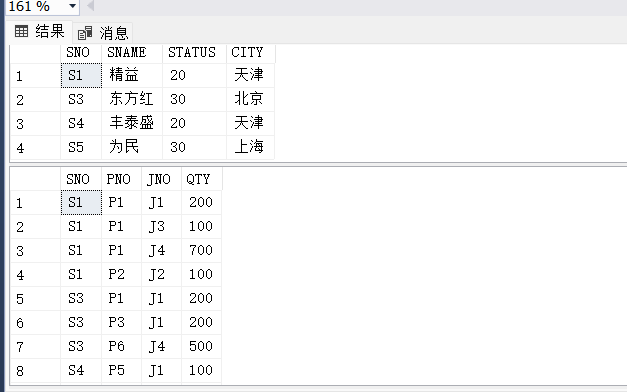 161 %
结果 消息
SNO SNAME STATUS CITY
1 S1 精益 20 天津
2 S3 东方红 30 北京
3 S4 丰泰盛 20 天津
4 S5 为民 30 上海
SNO PNO JNO QTY
1 S1 P1 J1 200
2 S1 P1 J3 100
3 S1 P1 J4 700
4 S1 P2 J2 100
5 S3 P1 J1 200
6 S3 P3 J1 200
7 S3 P6 J4 500
8 S4 P5 J1 100